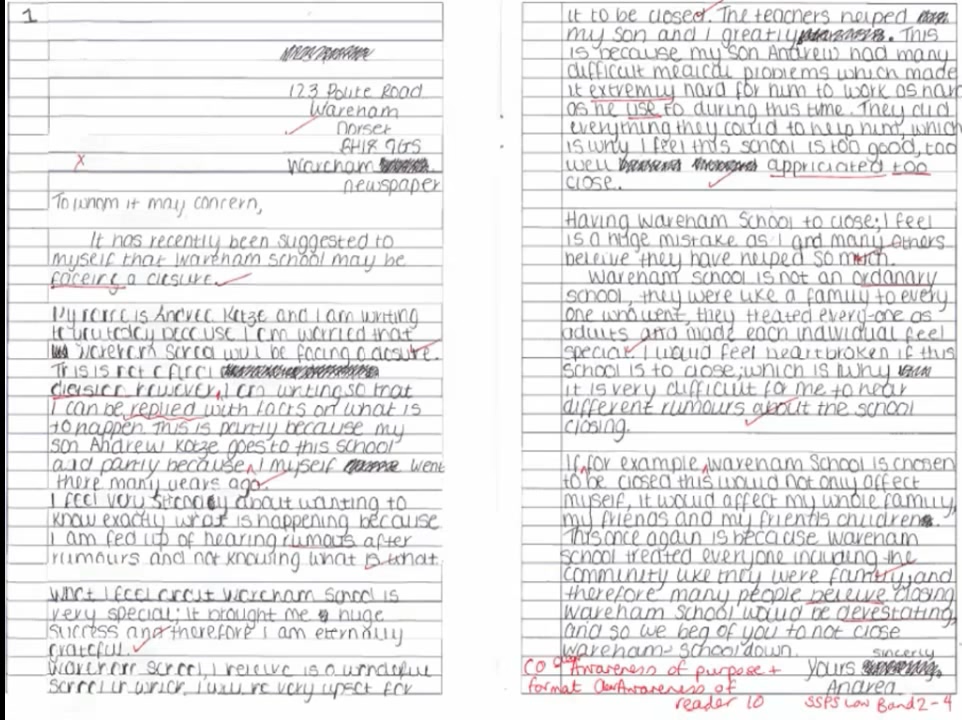 1
123 Polite Road
Wareham
Dorset
BH18 9GS
Wareham
newspaper
To whom it may concern,
It has recently been suggested to
myself that Wareham school may be
faceing a closure.
My name is Andrea Kotze and I am writing
to you today because I am worried that
Wareham School will be facing a closure.
This is not a final
descision however, I am writing so that
I can be replied with facts on what is
to happen. This is partly because my
son Andrew Kotze goes to this school
and partly because, I myself went
there many years ago.
I feel very strongly about wanting to
know exactly what is happening because
I am fed up of hearing rumours after
rumours and not knowing what is what.
What I feel about Wareham School is
very special; it brought me huge
success and therefore I am eternally
grateful.
Wareham School, I beleive is a wonderful
School in which, I will be very upset for
it to be closed. The teachers helped
my son and I greatly. This
is because my son Andrew had many
difficult medical problems which made
it extremly hard for him to work as hard
as he use to during this time. They did
everything they could to help him, which
is why I feel this school is too good, too
well appriciated too
close.
Having Wareham School to close; I feel
is a huge mistake as I and many others
beleive they have helped so much.
Wareham school is not an ordanary
school, they were like a family to every
one who went, they treated every-one as
adults and made each individual feel
special. I would feel heartbroken if this
school is to close; which is why
it is very difficult for me to hear
different rumours about the school
closing.
If, for example, Wareham School is chosen
to be closed this would not only affect
myself, it would affect my whole family,
my friends and my friends children.
This once again is because Wareham
school treated everyone including the
community like they were family, and
therefore many people beleive closing
Wareham School would be devestating,
and so we beg of you to not close
Wareham School down.
sincerly
Yours
Andrea
CO Awareness of purpose +
format Awareness of
reader 10
SSPS Low Band 2-4